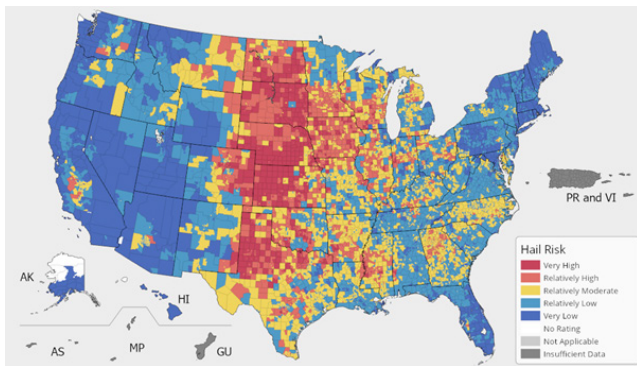 PR and VI
AK
HI
AS
MP
GU
Hail Risk
Very High
Relatively High
Relatively Moderate
Relatively Low
Very Low
No Rating
Not Applicable
Insufficient Data